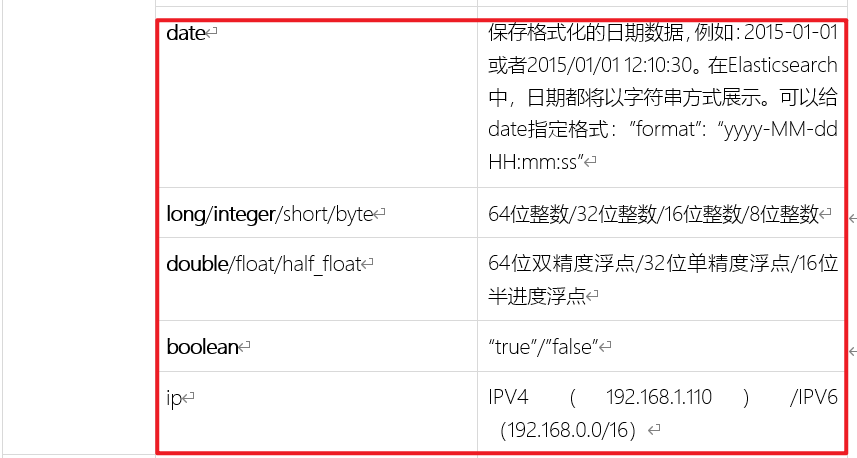 date
保存格式化的日期数据，例如：2015-01-01
或者2015/01/01 12:10:30。在Elasticsearch
中，日期都将以字符串方式展示。可以给
date指定格式：”format”: “yyyy-MM-dd
HH:mm:ss”
long/integer/short/byte
64位整数/32位整数/16位整数/8位整数
double/float/half_float
64位双精度浮点/32位单精度浮点/16位
半进度浮点
boolean
“true”/”false”
ip
IPV4 （ 192.168.1.110 ） /IPV6
（192.168.0.0/16）